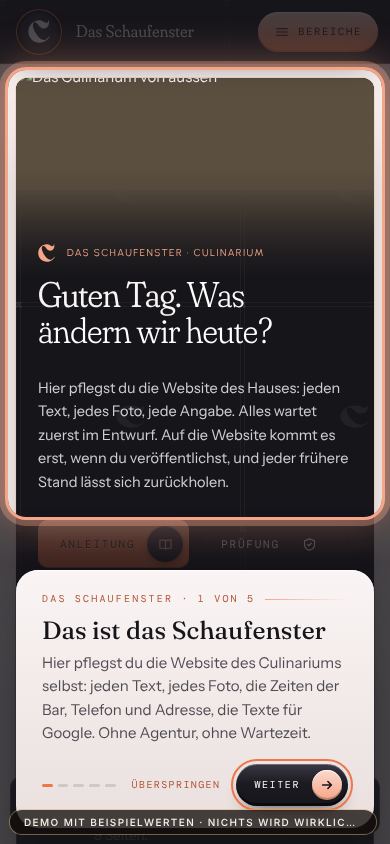 Das Schaufenster
BEREICHE
Das Culinarium von aussen
DAS SCHAUFENSTER · CULINARIUM
Guten Tag. Was
ändern wir heute?
Hier pflegst du die Website des Hauses: jeden
Text, jedes Foto, jede Angabe. Alles wartet
zuerst im Entwurf. Auf die Website kommt es
erst, wenn du veröffentlichst, und jeder frühere
Stand lässt sich zurückholen.
ANLEITUNG
PRÜFUNG
DAS SCHAUFENSTER · 1 VON 5
Das ist das Schaufenster
Hier pflegst du die Website des Culinariums
selbst: jeden Text, jedes Foto, die Zeiten der
Bar, Telefon und Adresse, die Texte für
Google. Ohne Agentur, ohne Wartezeit.
ÜBERSPRINGEN
WEITER
DEMO MIT BEISPIELWERTEN · NICHTS WIRD WIRKLIC…
5 Seiten.